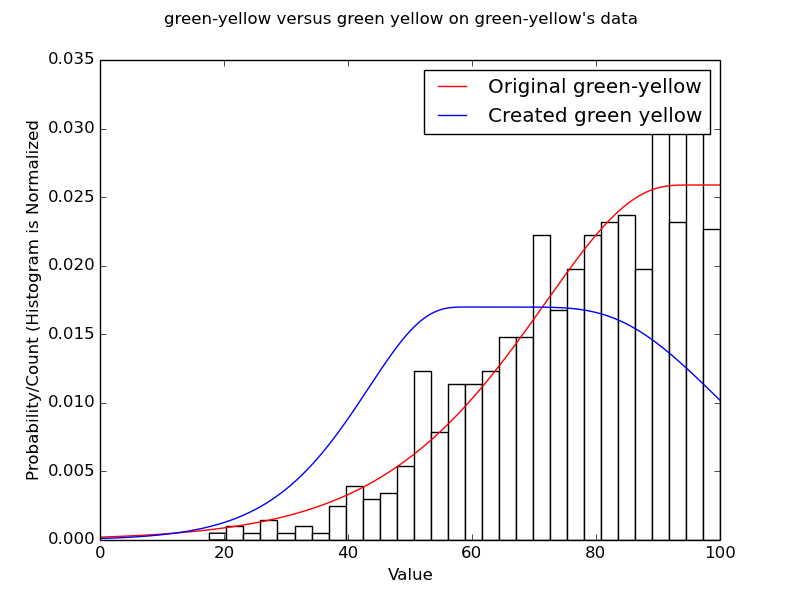 green-yellow versus green yellow on green-yellow's data
0.035
0.030
0.025
0.020
0.015
0.010
0.005
0.000
Probability/Count (Histogram is Normalized
Original green-yellow
Created green yellow
0 20 40 60 80 100
Value